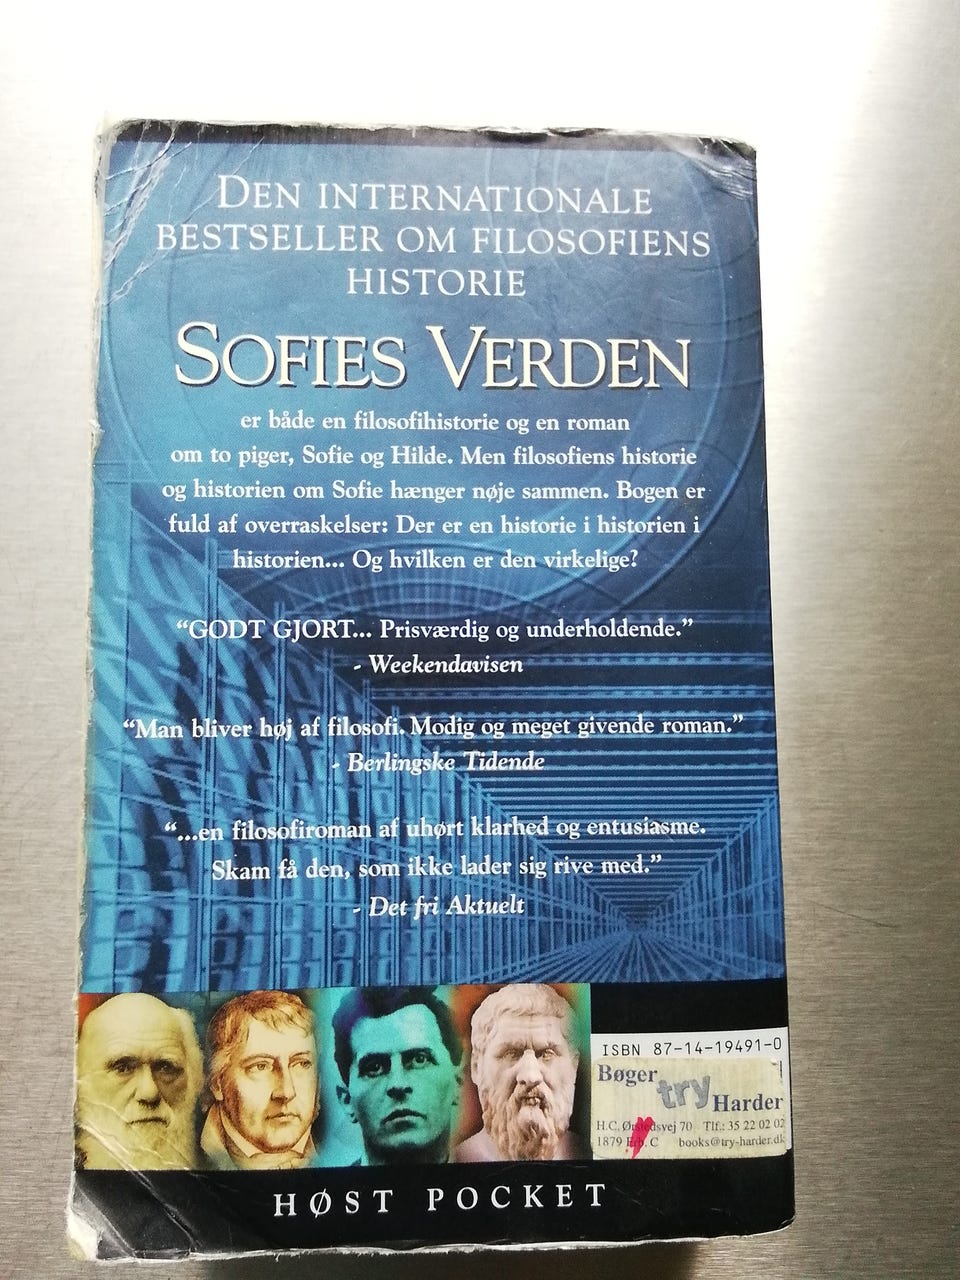 DEN INTERNATIONALE
BESTSELLER OM FILOSOFIENS
HISTORIE
SOFIES VERDEN
er både en filosofihistorie og en roman
om to piger, Sofie og Hilde. Men filosofiens historie
og historien om Sofie hænger nøje sammen. Bogen er
fuld af overraskelser: Der er en historie i historien i
historien... Og hvilken er den virkelige?
“GODT GJORT... Prisværdig og underholdende.”
- Weekendavisen
“Man bliver høj af filosofi. Modig og meget givende roman.”
- Berlingske Tidende
“...en filosofiroman af uhørt klarhed og entusiasme.
Skam få den, som ikke lader sig rive med.”
- Det fri Aktuelt
ISBN 87-14-19491-0
Bøger
try
Harder
H.C. Ørstedsvej 70 Tlf.: 35 22 02 02
1879 Frb. C books@try-harder.dk
HØST POCKET